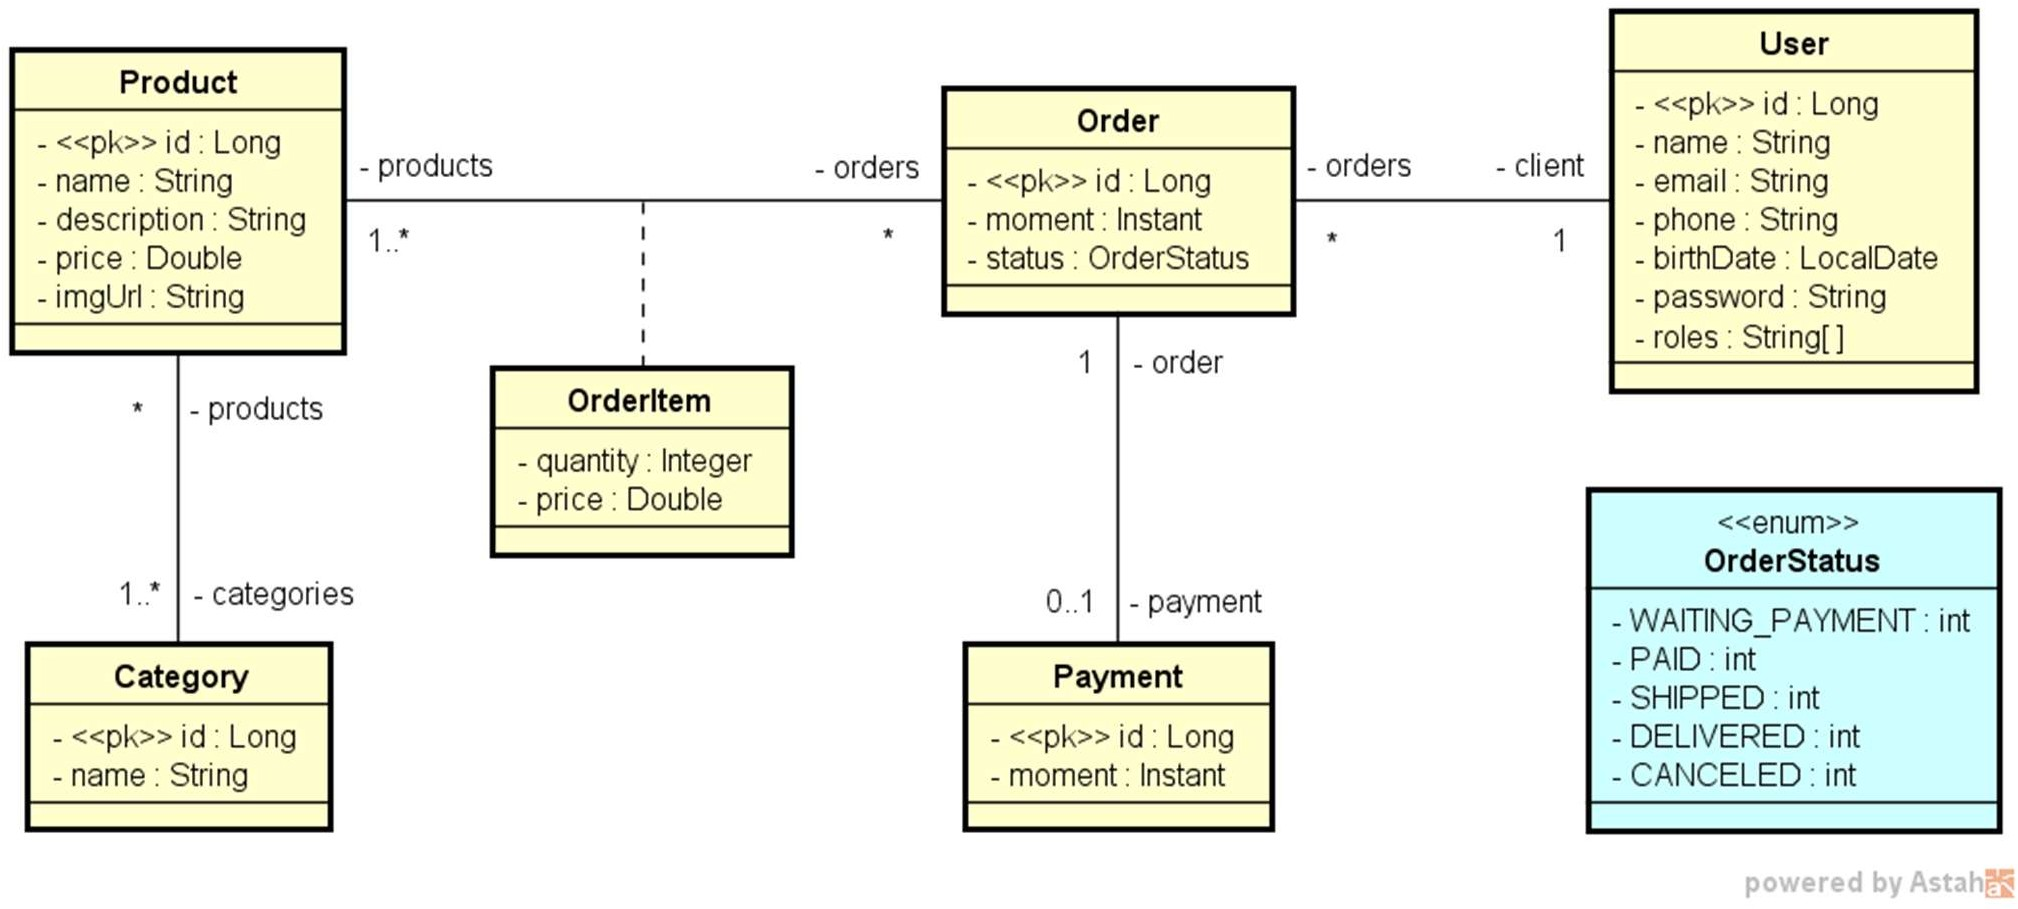 Product
- <<pk>> id : Long
- name : String
- description : String
- price : Double
- imgUrl : String
- products
1..*
- orders
*
Order
- <<pk>> id : Long
- moment : Instant
- status : OrderStatus
- orders
*
- client
1
User
- <<pk>> id : Long
- name : String
- email : String
- phone : String
- birthDate : LocalDate
- password : String
- roles : String[ ]
* - products
1..* - categories
OrderItem
- quantity : Integer
- price : Double
1 - order
0..1 - payment
Category
- <<pk>> id : Long
- name : String
Payment
- <<pk>> id : Long
- moment : Instant
<<enum>>
OrderStatus
- WAITING_PAYMENT : int
- PAID : int
- SHIPPED : int
- DELIVERED : int
- CANCELED : int
powered by Astah